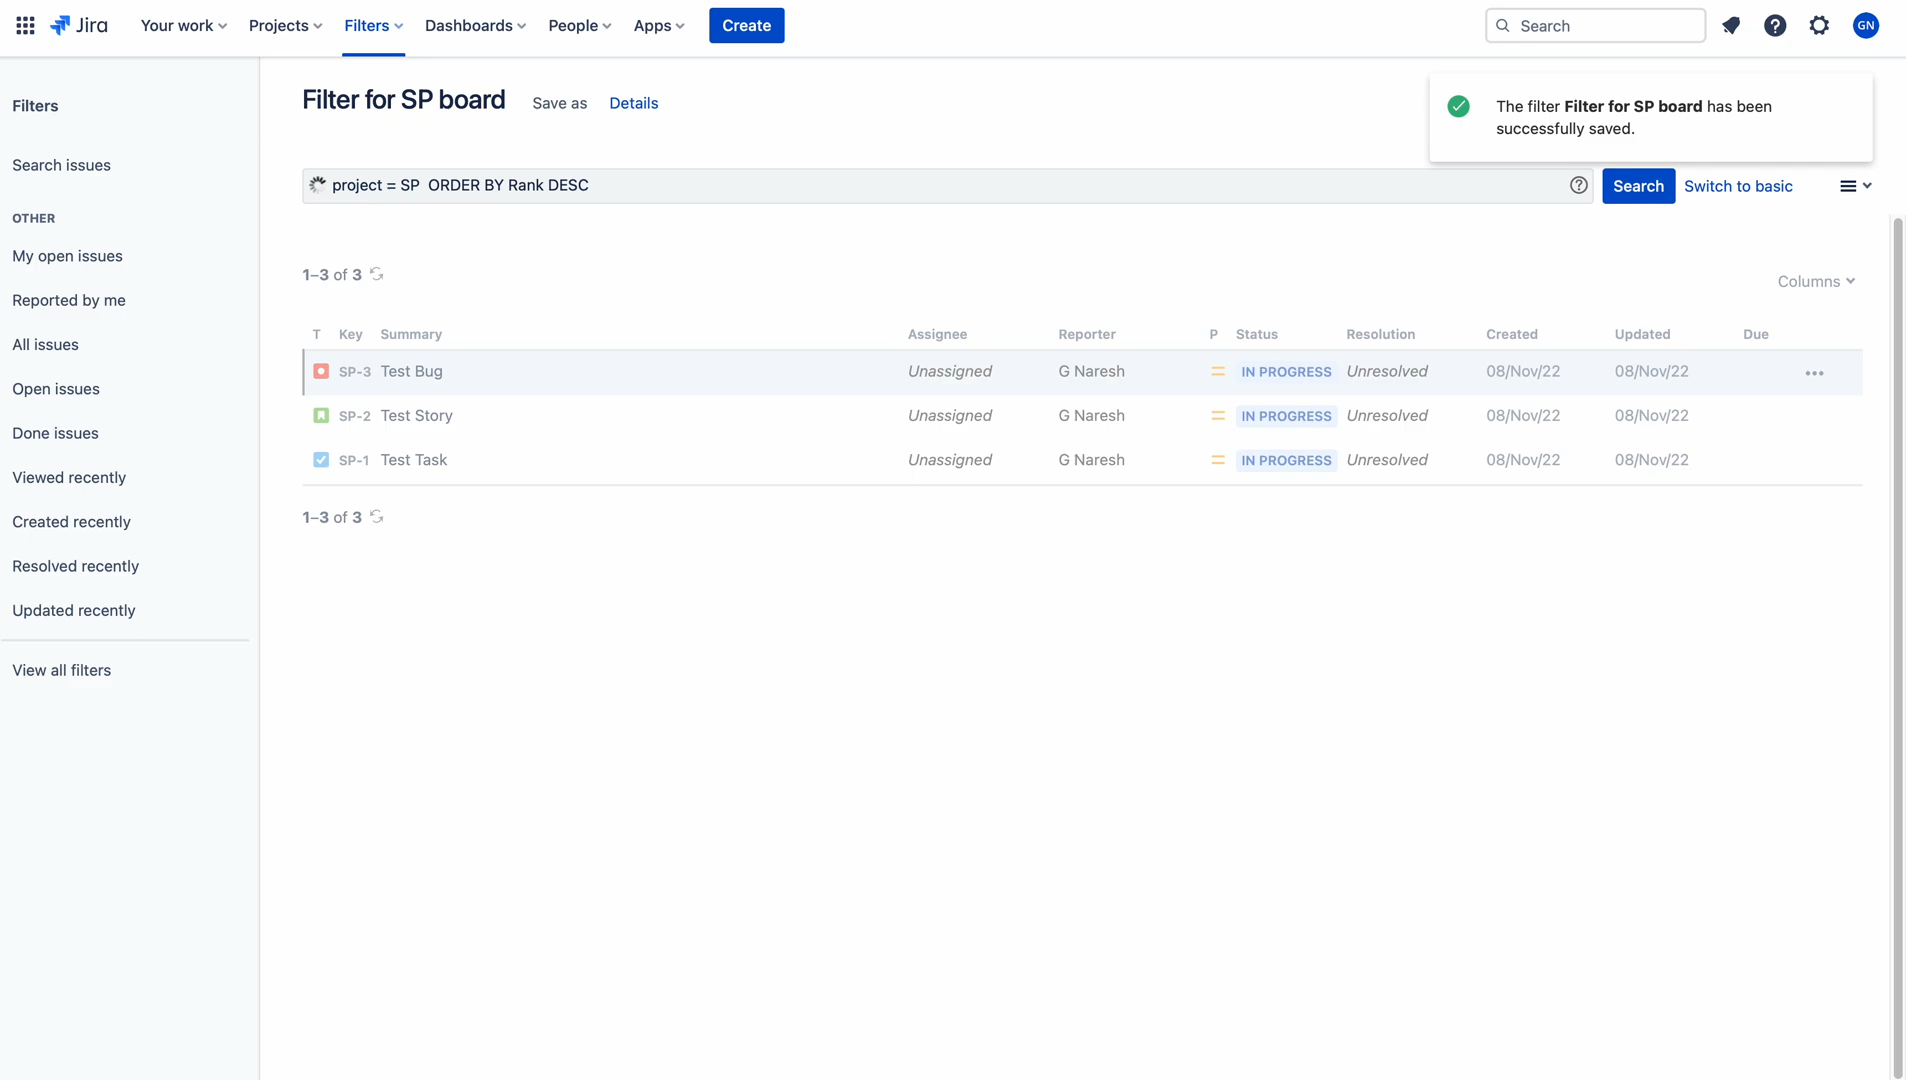 Jira Your work Projects Filters Dashboards People Apps Create Search GN
Filters
Search issues
OTHER
My open issues
Reported by me
All issues
Open issues
Done issues
Viewed recently
Created recently
Resolved recently
Updated recently
View all filters
Filter for SP board Save as Details
The filter Filter for SP board has been
successfully saved.
project = SP  ORDER BY Rank DESC
Search Switch to basic
1–3 of 3
Columns
T Key Summary Assignee Reporter P Status Resolution Created Updated Due
SP-3 Test Bug Unassigned G Naresh IN PROGRESS Unresolved 08/Nov/22 08/Nov/22
SP-2 Test Story Unassigned G Naresh IN PROGRESS Unresolved 08/Nov/22 08/Nov/22
SP-1 Test Task Unassigned G Naresh IN PROGRESS Unresolved 08/Nov/22 08/Nov/22
1–3 of 3